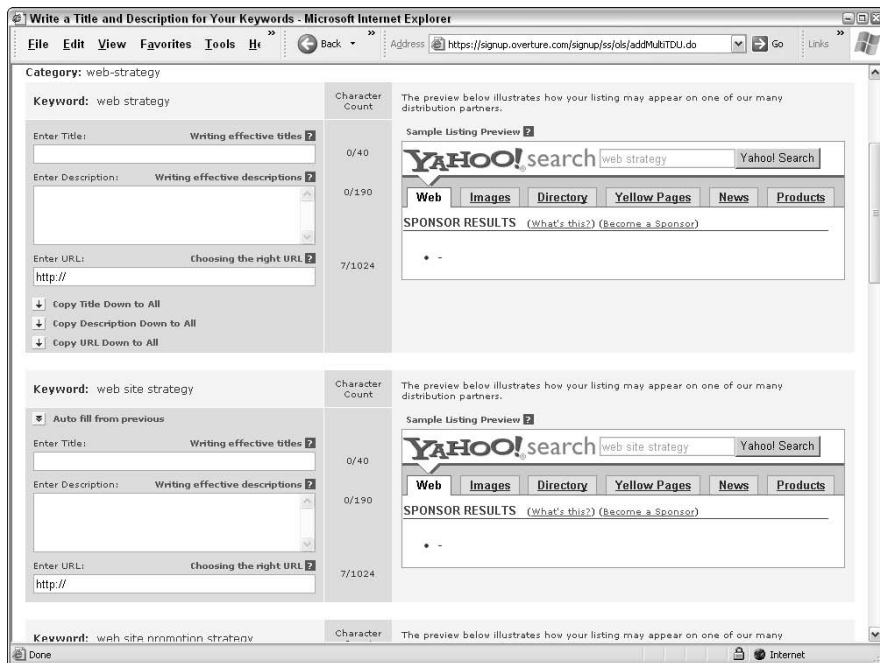 Write a Title and Description for Your Keywords - Microsoft Internet Explorer
File Edit View Favorites Tools He » Back » Address https://signup.overture.com/signup/ss/ols/addMultiTDU.do Go Links »
Category: web-strategy
Keyword: web strategy
Character Count
The preview below illustrates how your listing may appear on one of our many
distribution partners.
Enter Title: Writing effective titles ?
0/40
Enter Description: Writing effective descriptions ?
0/190
Enter URL: Choosing the right URL ?
http://
7/1024
Copy Title Down to All
Copy Description Down to All
Copy URL Down to All
Sample Listing Preview ?
YAHOO! search web strategy Yahoo! Search
Web Images Directory Yellow Pages News Products
SPONSOR RESULTS (What's this?) (Become a Sponsor)
• -
Keyword: web site strategy
Character Count
The preview below illustrates how your listing may appear on one of our many
distribution partners.
Auto fill from previous
Enter Title: Writing effective titles ?
0/40
Enter Description: Writing effective descriptions ?
0/190
Enter URL: Choosing the right URL ?
http://
7/1024
Sample Listing Preview ?
YAHOO! search web site strategy Yahoo! Search
Web Images Directory Yellow Pages News Products
SPONSOR RESULTS (What's this?) (Become a Sponsor)
• -
Keyword: web site promotion strategy
Character
The preview below illustrates how your listing may appear on one of our many
Done Internet